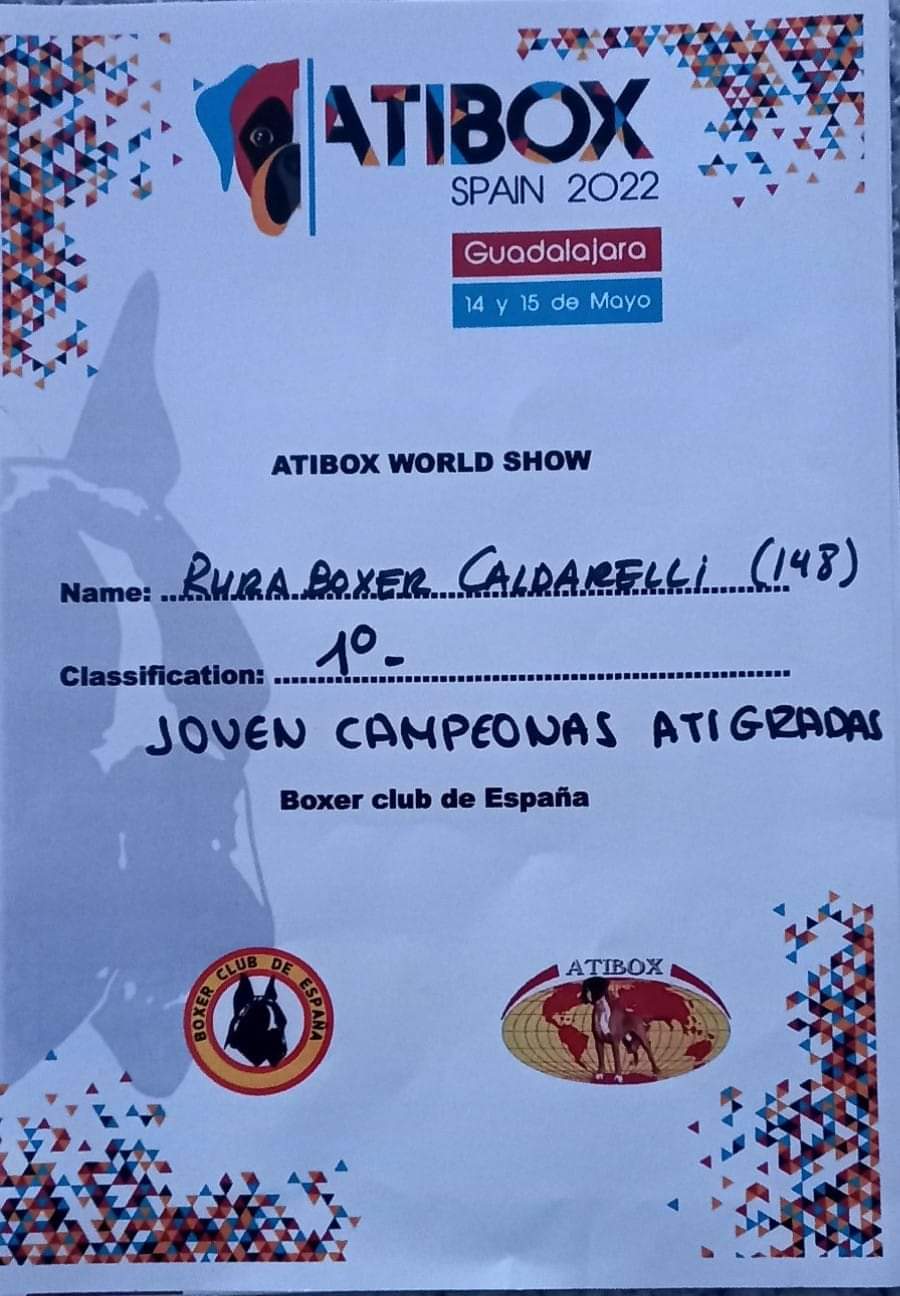 ATIBOX
SPAIN 2022
Guadalajara
14 y 15 de Mayo
ATIBOX WORLD SHOW
Name: RURA BOXER CALDARELLI (148)
Classification: 1º-
JOVEN CAMPEONAS ATIGRADAS
Boxer club de España
BOXER CLUB DE ESPAÑA
ATIBOX